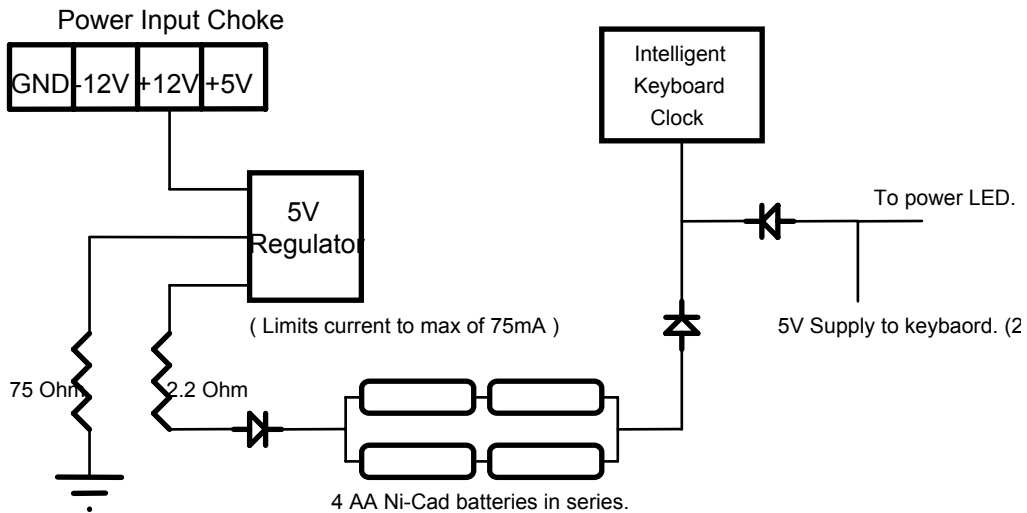 Power Input Choke
GND -12V +12V +5V
Intelligent
Keyboard
Clock
5V
Regulator
To power LED.
( Limits current to max of 75mA )
5V Supply to keybaord. (2
75 Ohm
2.2 Ohm
4 AA Ni-Cad batteries in series.